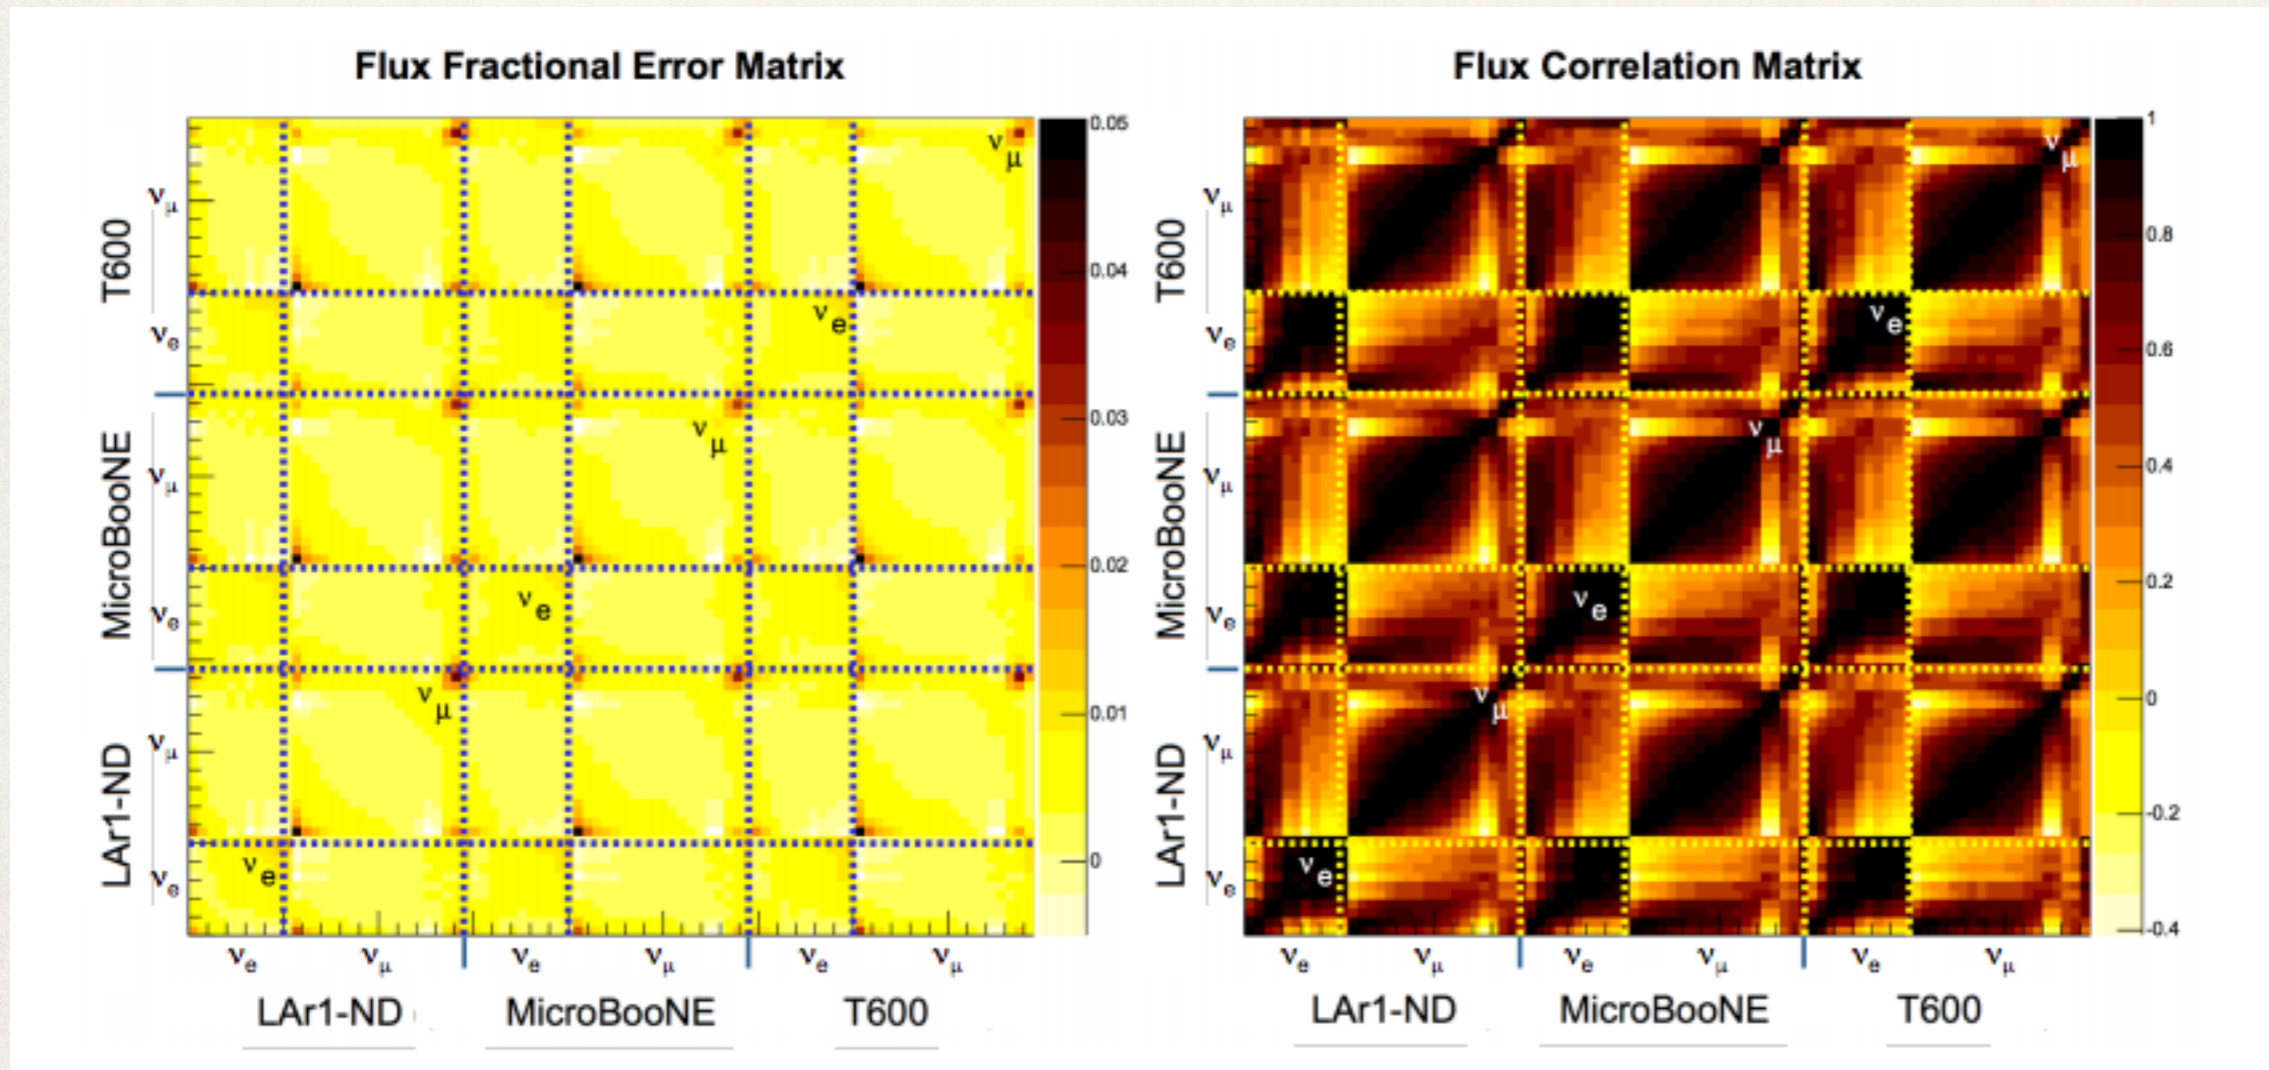 Flux Fractional Error Matrix
T600
νμ
νe
MicroBooNE
νμ
νe
LAr1-ND
νμ
νe
νμ
νe
νμ
νe
νμ
νe
0.05
0.04
0.03
0.02
0.01
0
νe νμ νe νμ νe νμ
LAr1-ND MicroBooNE T600
Flux Correlation Matrix
T600
νμ
νe
MicroBooNE
νμ
νe
LAr1-ND
νμ
νe
νμ
νe
νμ
νe
νμ
νe
1
0.8
0.6
0.4
0.2
0
-0.2
-0.4
νe νμ νe νμ νe νμ
LAr1-ND MicroBooNE T600